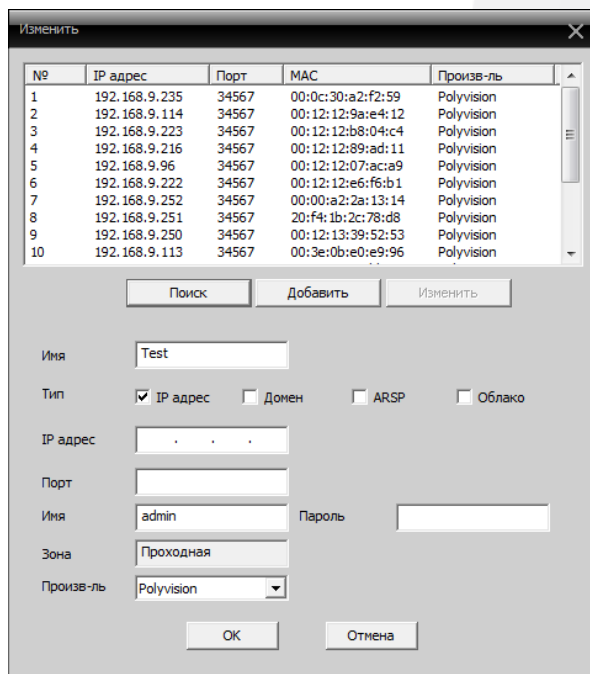 Изменить
№ IP адрес Порт MAC Произв-ль
1 192.168.9.235 34567 00:0c:30:a2:f2:59 Polyvision
2 192.168.9.114 34567 00:12:12:9a:e4:12 Polyvision
3 192.168.9.223 34567 00:12:12:b8:04:c4 Polyvision
4 192.168.9.216 34567 00:12:12:89:ad:11 Polyvision
5 192.168.9.96 34567 00:12:12:07:ac:a9 Polyvision
6 192.168.9.222 34567 00:12:12:e6:f6:b1 Polyvision
7 192.168.9.252 34567 00:00:a2:2a:13:14 Polyvision
8 192.168.9.251 34567 20:f4:1b:2c:78:d8 Polyvision
9 192.168.9.250 34567 00:12:13:39:52:53 Polyvision
10 192.168.9.113 34567 00:3e:0b:e0:e9:96 Polyvision
Поиск Добавить Изменить
Имя Test
Тип IP адрес Домен ARSP Облако
IP адрес . . .
Порт
Имя admin Пароль
Зона Проходная
Произв-ль Polyvision
OK Отмена